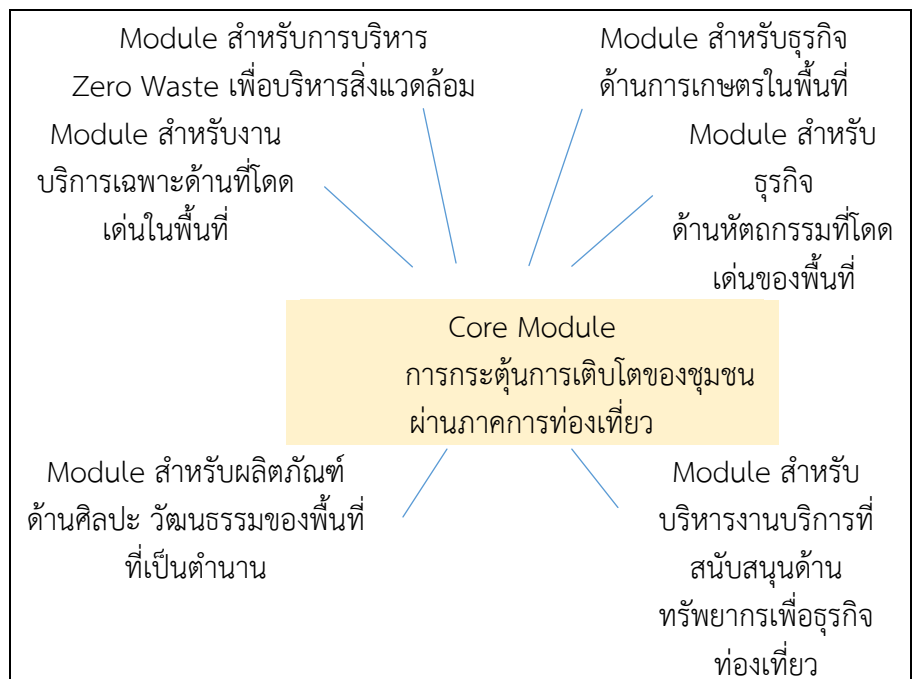 Module สำหรับการบริหาร
Zero Waste เพื่อบริหารสิ่งแวดล้อม
Module สำหรับธุรกิจ
ด้านการเกษตรในพื้นที่
Module สำหรับงาน
บริการเฉพาะด้านที่โดด
เด่นในพื้นที่
Module สำหรับ
ธุรกิจ
ด้านหัตถกรรมที่โดด
เด่นของพื้นที่
Core Module
การกระตุ้นการเติบโตของชุมชน
ผ่านภาคการท่องเที่ยว
Module สำหรับผลิตภัณฑ์
ด้านศิลปะ วัฒนธรรมของพื้นที่
ที่เป็นตำนาน
Module สำหรับ
บริหารงานบริการที่
สนับสนุนด้าน
ทรัพยากรเพื่อธุรกิจ
ท่องเที่ยว